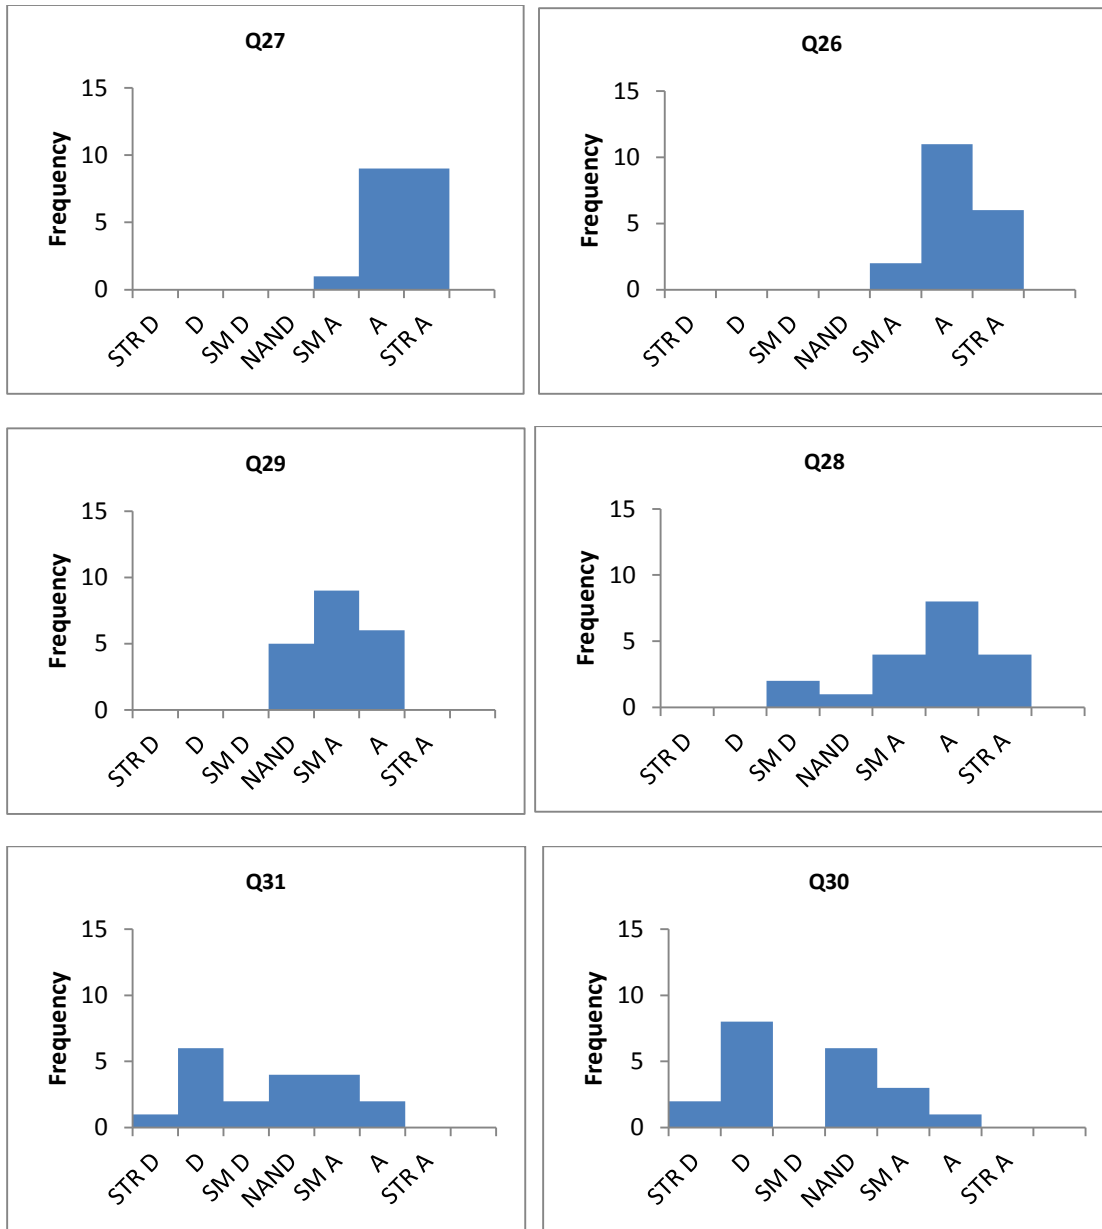 Q27
15
10
5
0
Frequency
STR D
D
SM D
NAND
SM A
A
STR A
Q26
15
10
5
0
Frequency
STR D
D
SM D
NAND
SM A
A
STR A
Q29
15
10
5
0
Frequency
STR D
D
SM D
NAND
SM A
A
STR A
Q28
15
10
5
0
Frequency
STR D
D
SM D
NAND
SM A
A
STR A
Q31
15
10
5
0
Frequency
STR D
D
SM D
NAND
SM A
A
STR A
Q30
15
10
5
0
Frequency
STR D
D
SM D
NAND
SM A
A
STR A